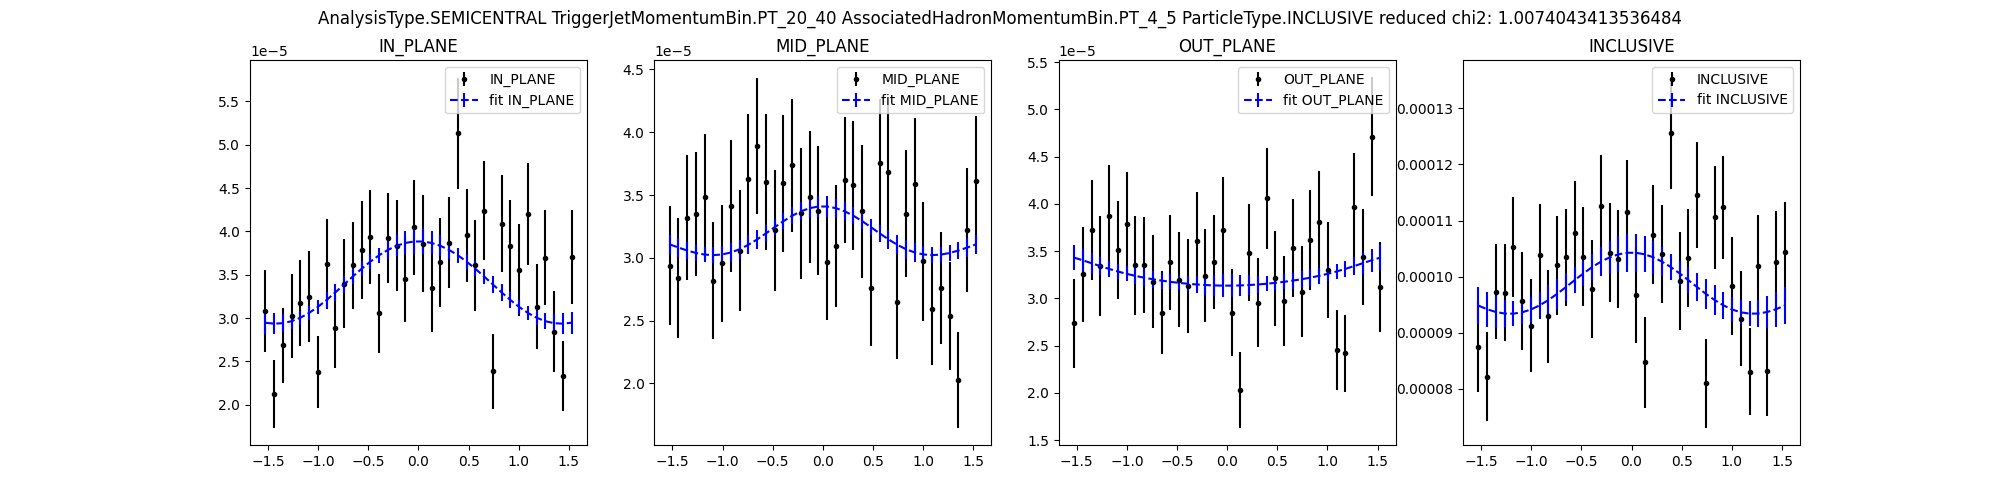 AnalysisType.SEMICENTRAL TriggerJetMomentumBin.PT_20_40 AssociatedHadronMomentumBin.PT_4_5 ParticleType.INCLUSIVE reduced chi2: 1.0074043413536484
IN_PLANE
1e−5
IN_PLANE
fit IN_PLANE
5.5
5.0
4.5
4.0
3.5
3.0
2.5
2.0
−1.5 −1.0 −0.5 0.0 0.5 1.0 1.5
MID_PLANE
1e−5
MID_PLANE
fit MID_PLANE
4.5
4.0
3.5
3.0
2.5
2.0
−1.5 −1.0 −0.5 0.0 0.5 1.0 1.5
OUT_PLANE
1e−5
OUT_PLANE
fit OUT_PLANE
5.5
5.0
4.5
4.0
3.5
3.0
2.5
2.0
1.5
−1.5 −1.0 −0.5 0.0 0.5 1.0 1.5
INCLUSIVE
INCLUSIVE
fit INCLUSIVE
0.00013
0.00012
0.00011
0.00010
0.00009
0.00008
−1.5 −1.0 −0.5 0.0 0.5 1.0 1.5